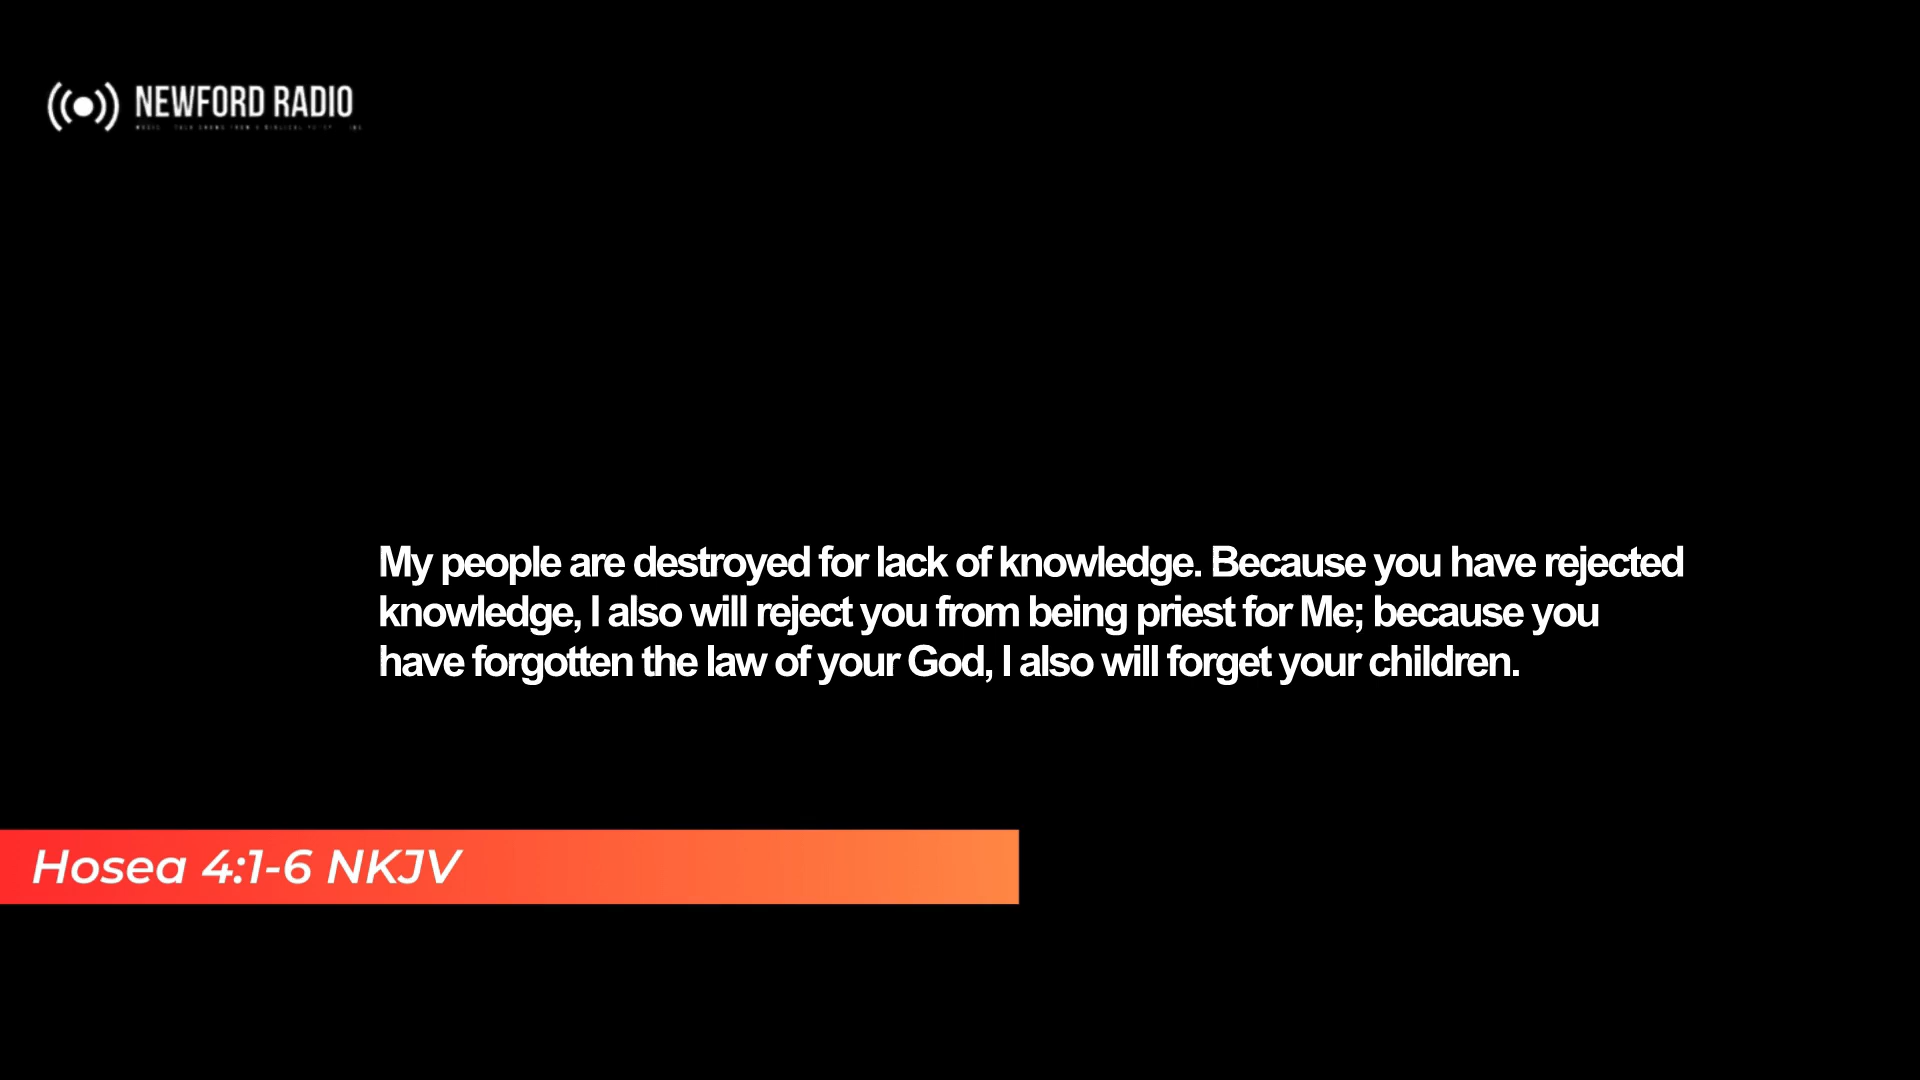 NEWFORD RADIO
My people are destroyed for lack of knowledge. Because you have rejected
knowledge, I also will reject you from being priest for Me; because you
have forgotten the law of your God, I also will forget your children.
Hosea 4:1-6 NKJV